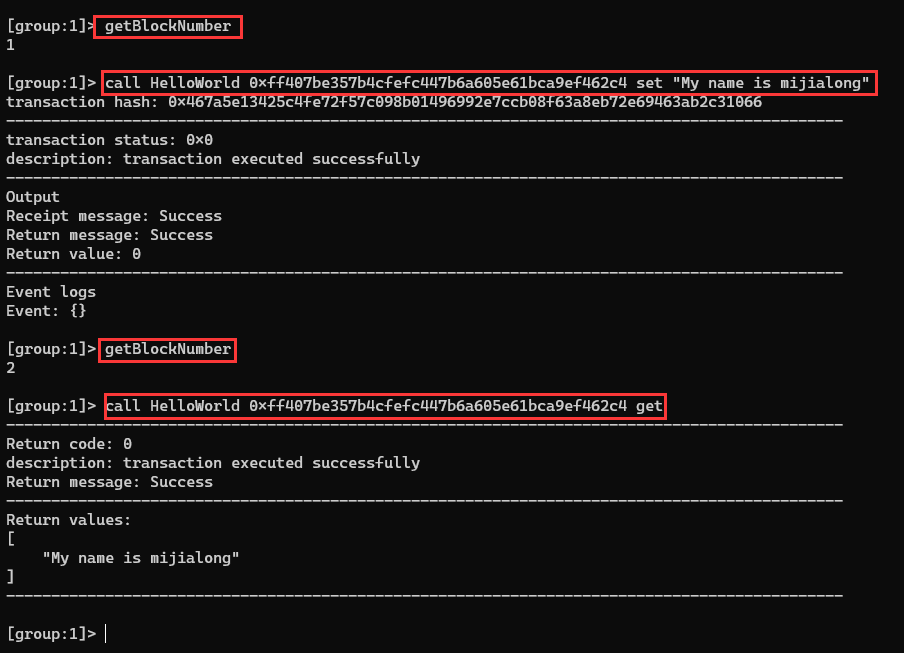 [group:1]> getBlockNumber
1
[group:1]> call HelloWorld 0xff407be357b4cfefc447b6a605e61bca9ef462c4 set "My name is mijialong"
transaction hash: 0x467a5e13425c4fe72f57c098b01496992e7ccb08f63a8eb72e69463ab2c31066
---------------------------------------------------------------------------------------------
transaction status: 0x0
description: transaction executed successfully
---------------------------------------------------------------------------------------------
Output
Receipt message: Success
Return message: Success
Return value: 0
---------------------------------------------------------------------------------------------
Event logs
Event: {}
[group:1]> getBlockNumber
2
[group:1]> call HelloWorld 0xff407be357b4cfefc447b6a605e61bca9ef462c4 get
---------------------------------------------------------------------------------------------
Return code: 0
description: transaction executed successfully
Return message: Success
---------------------------------------------------------------------------------------------
Return values:
[
    "My name is mijialong"
]
---------------------------------------------------------------------------------------------
[group:1]>